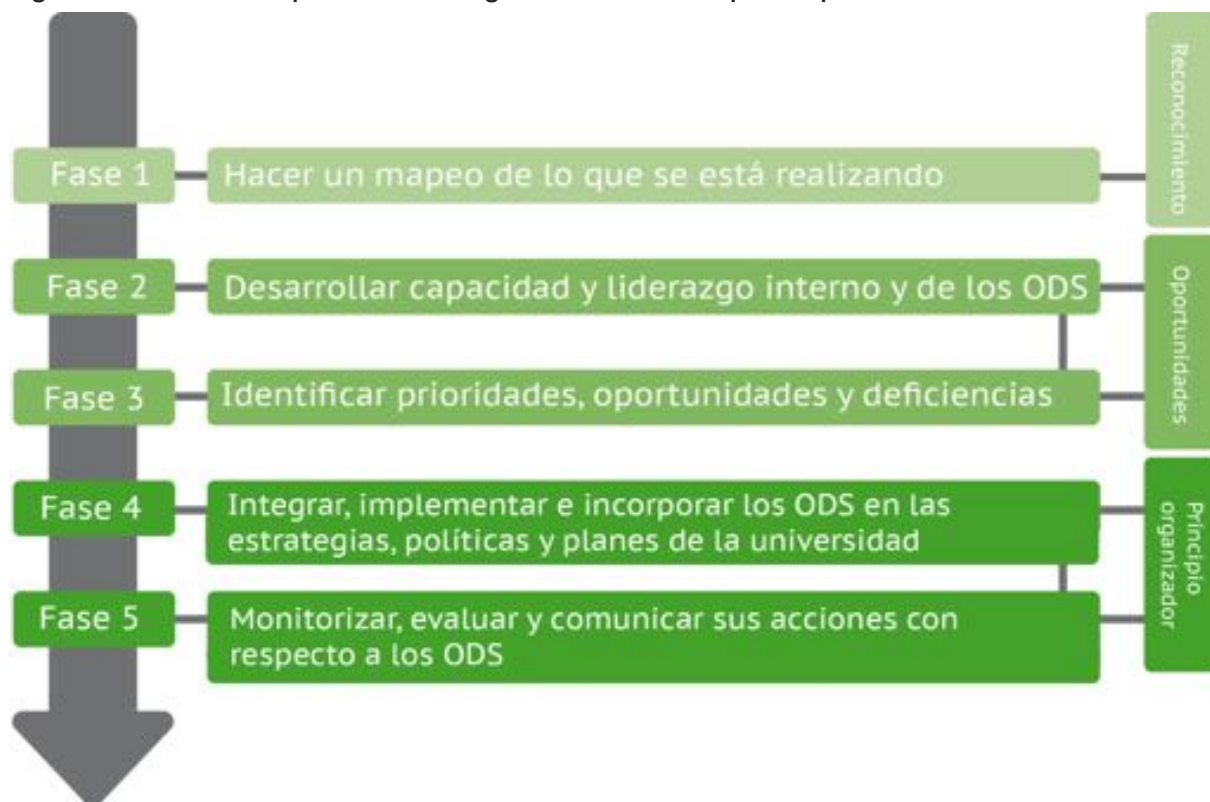 Reconocimiento
Fase 1
Hacer un mapeo de lo que se está realizando
Fase 2
Desarrollar capacidad y liderazgo interno y de los ODS
Oportunidades
Fase 3
Identificar prioridades, oportunidades y deficiencias
Fase 4
Integrar, implementar e incorporar los ODS en las
estrategias, políticas y planes de la universidad
Principio
organizador
Fase 5
Monitorizar, evaluar y comunicar sus acciones con
respecto a los ODS